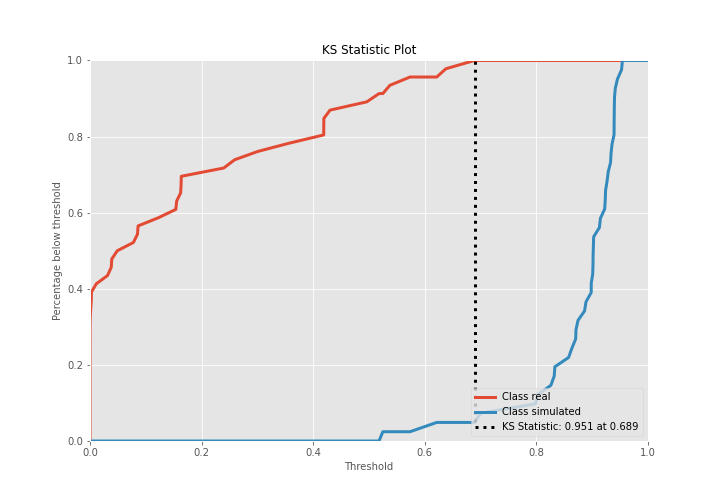 KS Statistic Plot
1.0
0.8
0.6
0.4
0.2
0.0
Percentage below threshold
Class real
Class simulated
KS Statistic: 0.951 at 0.689
0.0 0.2 0.4 0.6 0.8 1.0
Threshold